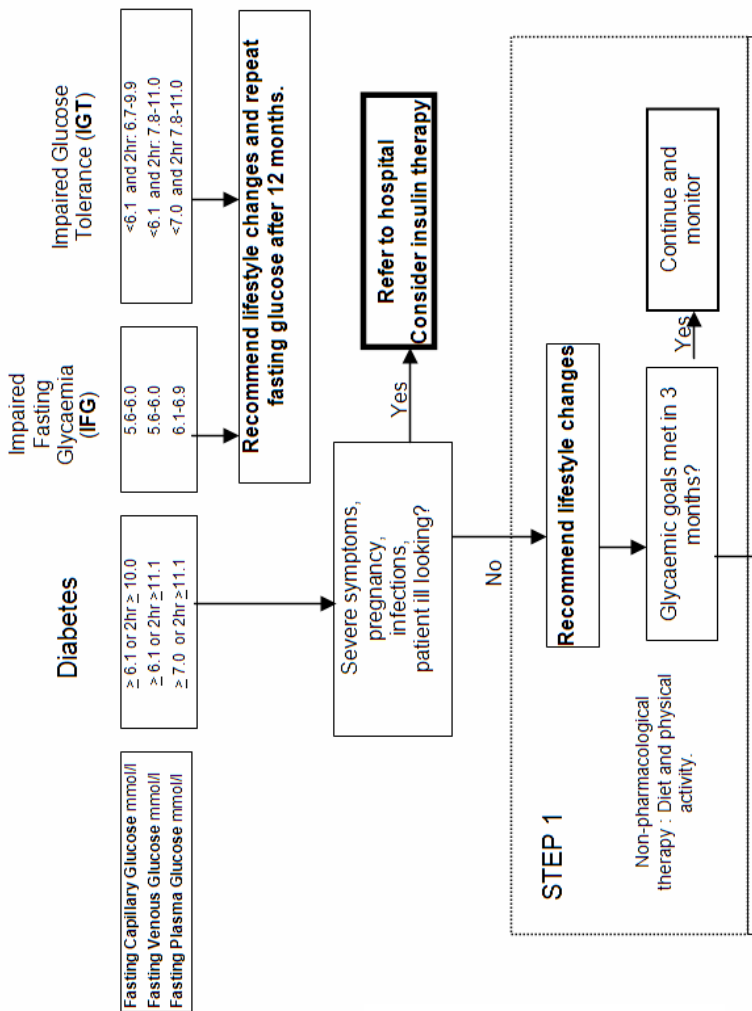 Diabetes
Impaired
Fasting
Glycaemia
(IFG)
Impaired Glucose
Tolerance (IGT)
Fasting Capillary Glucose mmol/l
Fasting Venous Glucose mmol/l
Fasting Plasma Glucose mmol/l
≥ 6.1 or 2hr ≥ 10.0
≥ 6.1 or 2hr ≥11.1
≥ 7.0 or 2hr ≥11.1
5.6-6.0
5.6-6.0
6.1-6.9
<6.1 and 2hr: 6.7-9.9
<6.1 and 2hr: 7.8-11.0
<7.0 and 2hr 7.8-11.0
Recommend lifestyle changes and repeat
fasting glucose after 12 months.
Severe symptoms,
pregnancy,
infections,
patient ill looking?
Yes
Refer to hospital
Consider insulin therapy
No
STEP 1
Non-pharmacological
therapy : Diet and physical
activity.
Recommend lifestyle changes
Glycaemic goals met in 3
months?
Yes
Continue and
monitor